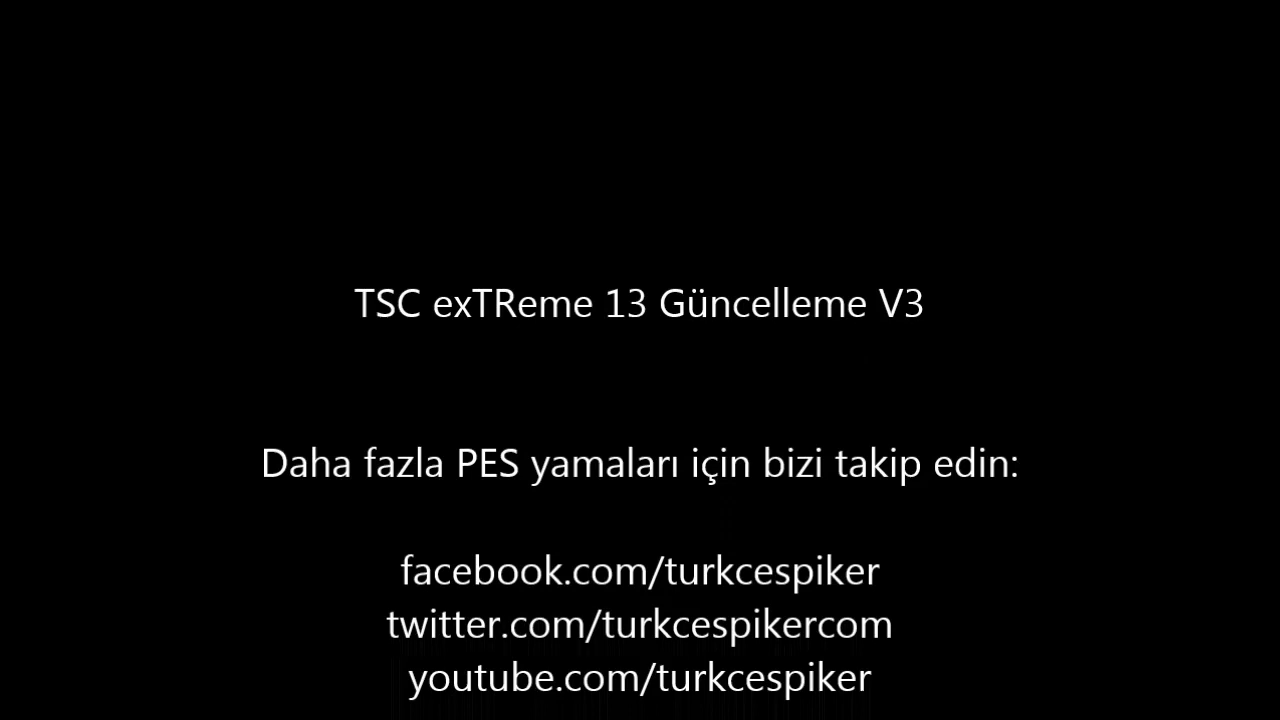 TSC exTReme 13 Güncelleme V3
Daha fazla PES yamaları için bizi takip edin:
facebook.com/turkcespiker
twitter.com/turkcespikercom
youtube.com/turkcespiker